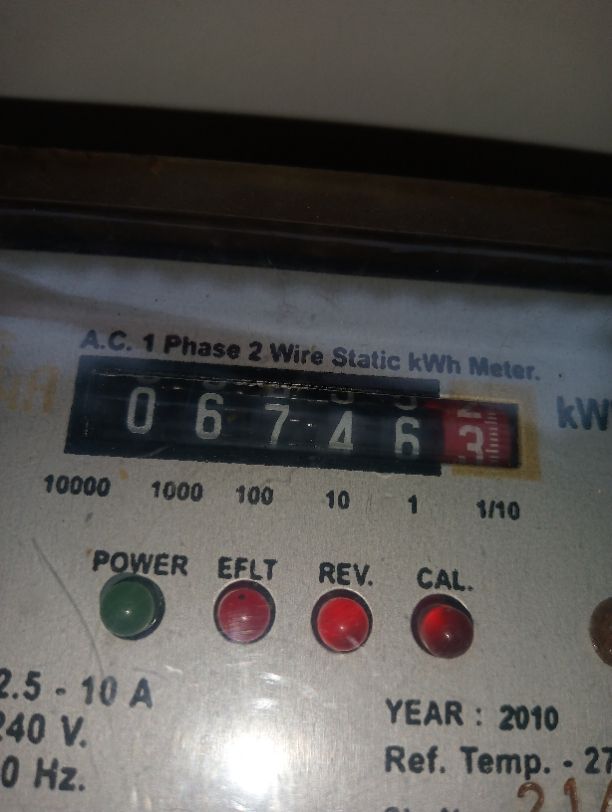 A.C. 1 Phase 2 Wire Static kWh Meter.
0 6 7 4 6 3
10000 1000 100 10 1 1/10
POWER EFLT REV. CAL.
2.5 - 10 A
240 V.
YEAR : 2010
Ref. Temp. - 27
0 Hz.